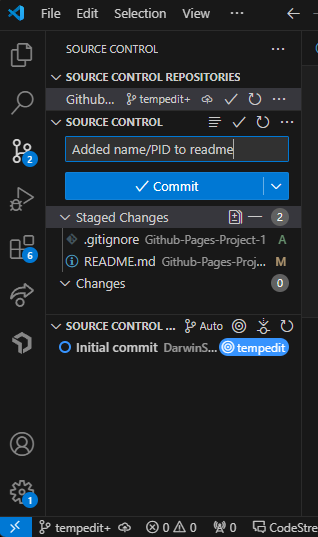 File Edit
SOURCE CONTROL
SOURCE CONTROL REPOSITORIES
Github... tempedit+
SOURCE CONTROL
Added name/PID to readme
Commit
Staged Changes 2
.gitignore Github-Pages-Project-1 A
README.md Github-Pages-Proj... M
Changes 0
SOURCE CONTROL ... Auto
Initial commit DarwinS... tempedit
2
6
1
tempedit+ 0 0 0 CodeStre